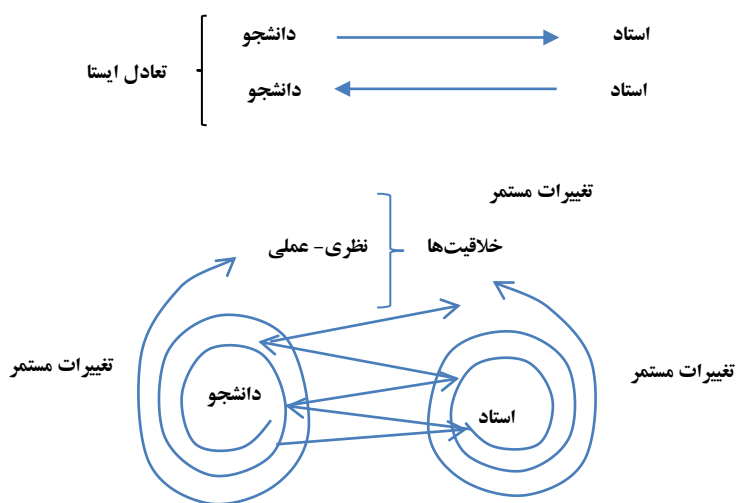 استاد دانشجو
تعادل ایستا
استاد دانشجو
تغییرات مستمر
خلاقیت‌ها نظری- عملی
تغییرات مستمر
تغییرات مستمر
دانشجو
استاد